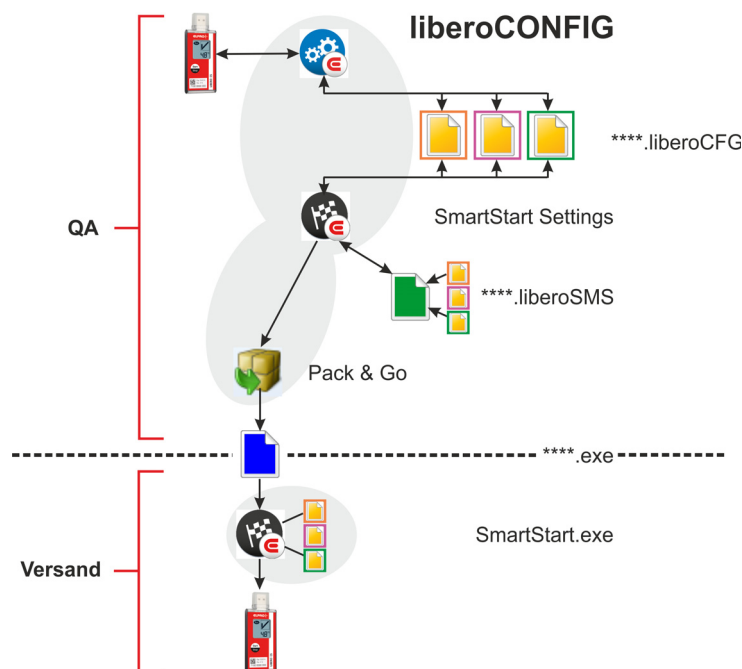 liberoCONFIG
****.liberoCFG
QA
SmartStart Settings
****.liberoSMS
Pack & Go
****.exe
SmartStart.exe
Versand